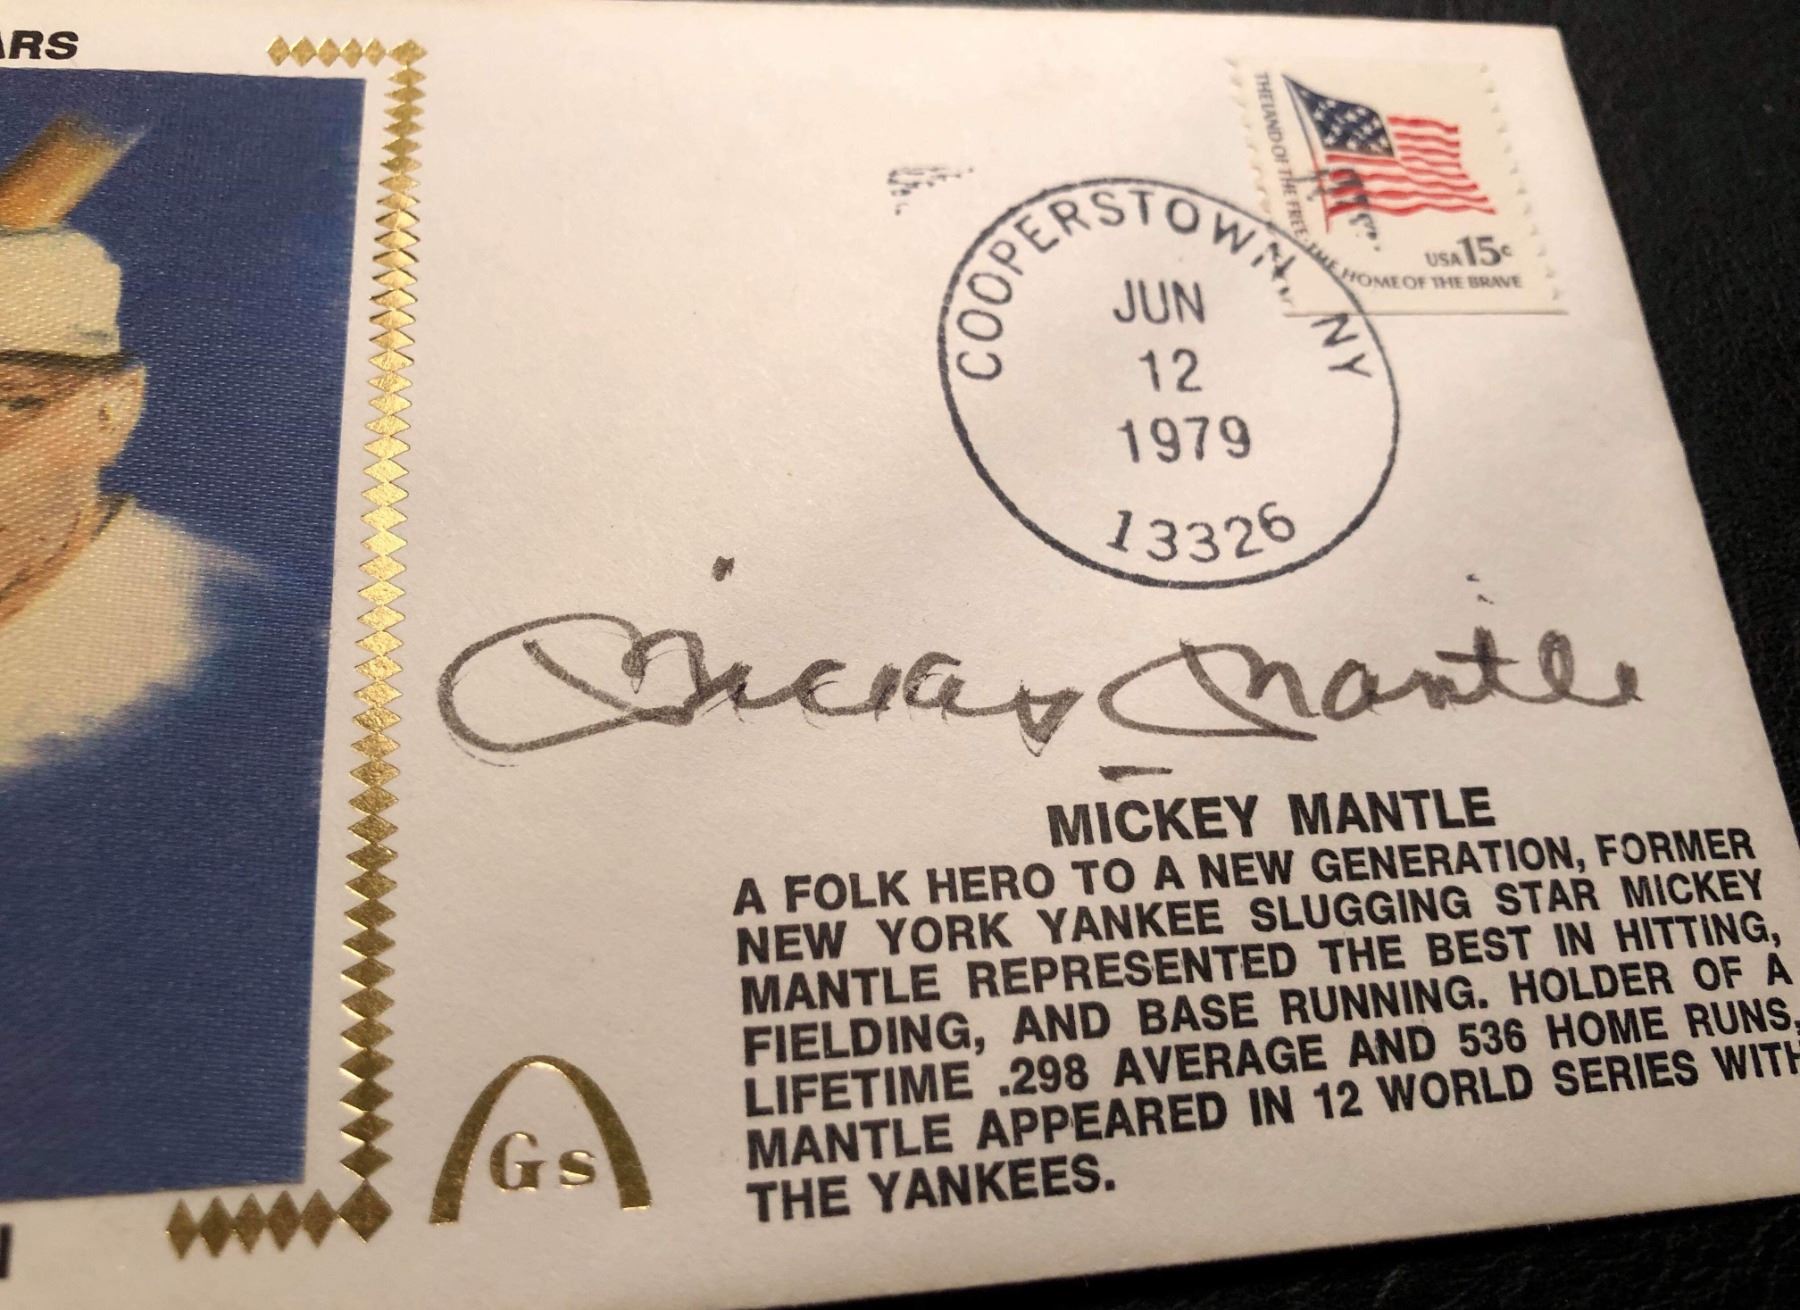 THE LAND OF THE FREE · THE HOME OF THE BRAVE
USA 15c
COOPERSTOWN, NY
JUN
12
1979
13326
Mickey Mantle
MICKEY MANTLE
A FOLK HERO TO A NEW GENERATION, FORMER
NEW YORK YANKEE SLUGGING STAR MICKEY
MANTLE REPRESENTED THE BEST IN HITTING,
FIELDING, AND BASE RUNNING. HOLDER OF A
LIFETIME .298 AVERAGE AND 536 HOME RUNS,
MANTLE APPEARED IN 12 WORLD SERIES WITH
THE YANKEES.
Gs